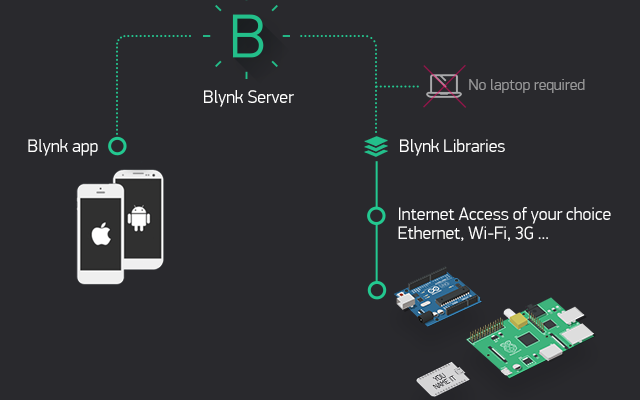 B
Blynk Server
No laptop required
Blynk app
Blynk Libraries
Internet Access of your choice
Ethernet, Wi-Fi, 3G ...
YOU
NAME IT